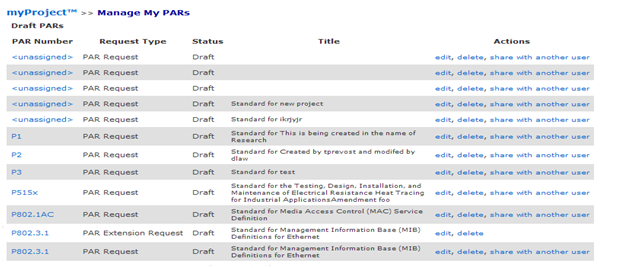 myProject™ >> Manage My PARs
Draft PARs
PAR Number Request Type Status Title Actions
<unassigned> PAR Request Draft edit, delete, share with another user
<unassigned> PAR Request Draft edit, delete, share with another user
<unassigned> PAR Request Draft edit, delete, share with another user
<unassigned> PAR Request Draft Standard for new project edit, delete, share with another user
<unassigned> PAR Request Draft Standard for ikrjyjr edit, delete, share with another user
P1 PAR Request Draft Standard for This is being created in the name of edit, delete, share with another user
Research
P2 PAR Request Draft Standard for Created by tprevost and modifed by edit, delete, share with another user
dlaw
P3 PAR Request Draft Standard for test edit, delete, share with another user
P515x PAR Request Draft Standard for the Testing, Design, Installation, and edit, delete, share with another user
Maintenance of Electrical Resistance Heat Tracing
for Industrial ApplicationsAmendment foo
P802.1AC PAR Request Draft Standard for Media Access Control (MAC) Service edit, delete, share with another user
Definition
P802.3.1 PAR Extension Request Draft Standard for Management Information Base (MIB) edit, delete
Definitions for Ethernet
P802.3.1 PAR Request Draft Standard for Management Information Base (MIB) edit, delete, share with another user
Definitions for Ethernet